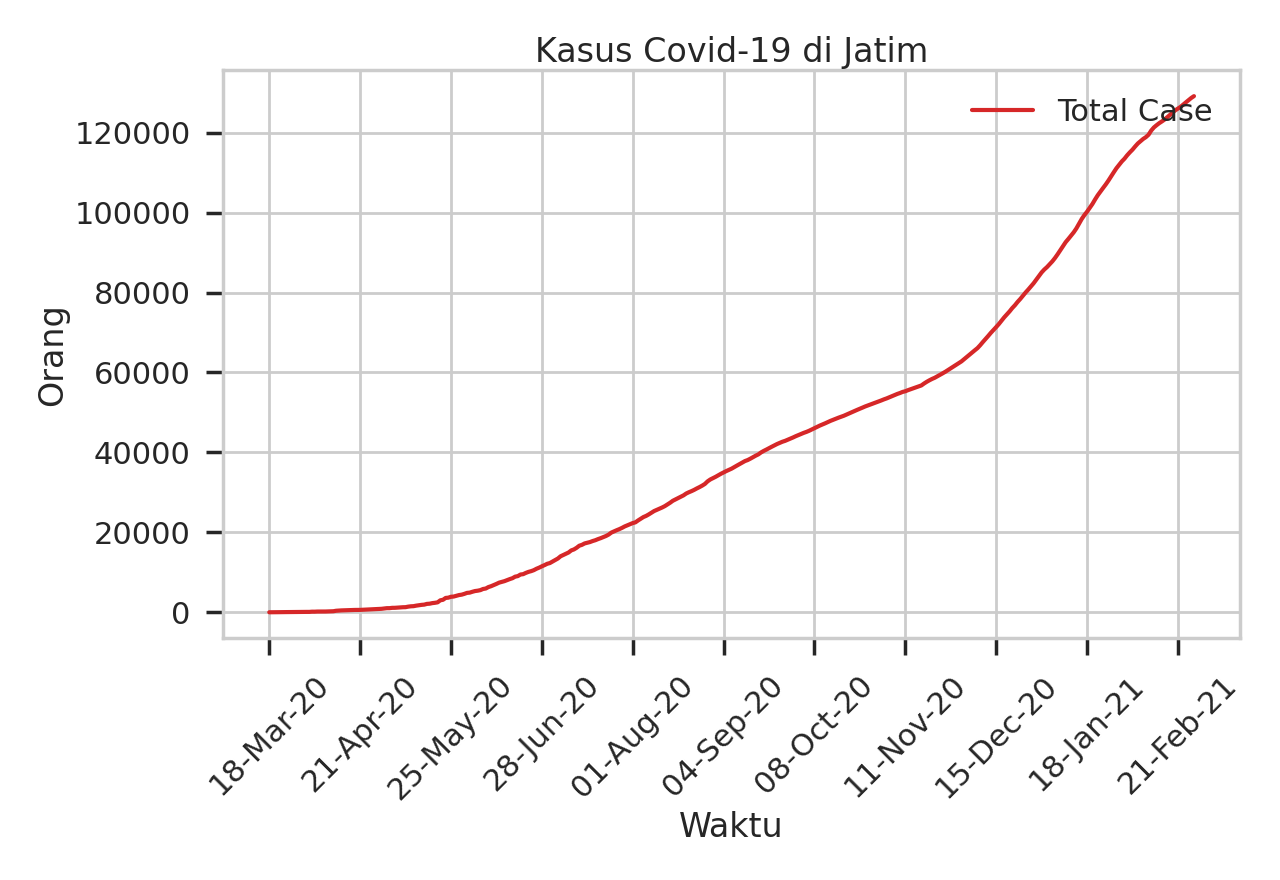 Kasus Covid-19 di Jatim
Total Case
120000
100000
80000
60000
40000
20000
0
Orang
18-Mar-20
21-Apr-20
25-May-20
28-Jun-20
01-Aug-20
04-Sep-20
08-Oct-20
11-Nov-20
15-Dec-20
18-Jan-21
21-Feb-21
Waktu